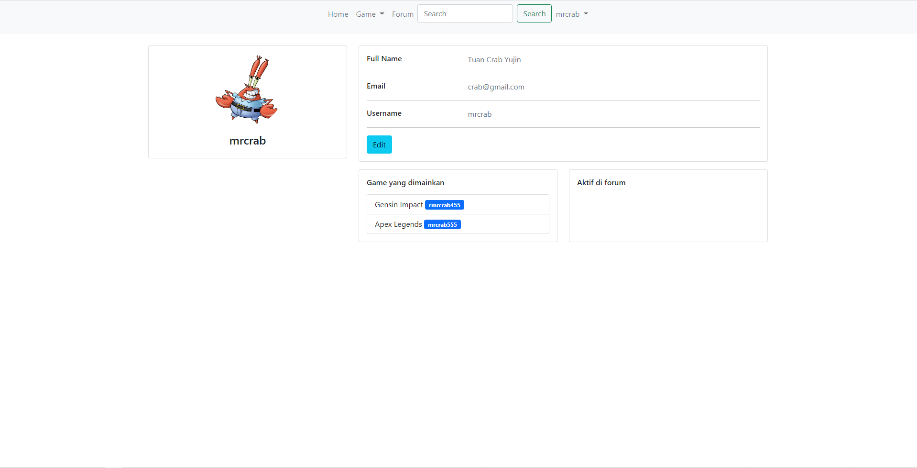 Home Game Forum Search Search mrcrab
mrcrab
Full Name Tuan Crab Yujin
Email crab@gmail.com
Username mrcrab
Edit
Game yang dimainkan
Gensin Impact mrcrab455
Apex Legends mrcrab555
Aktif di forum